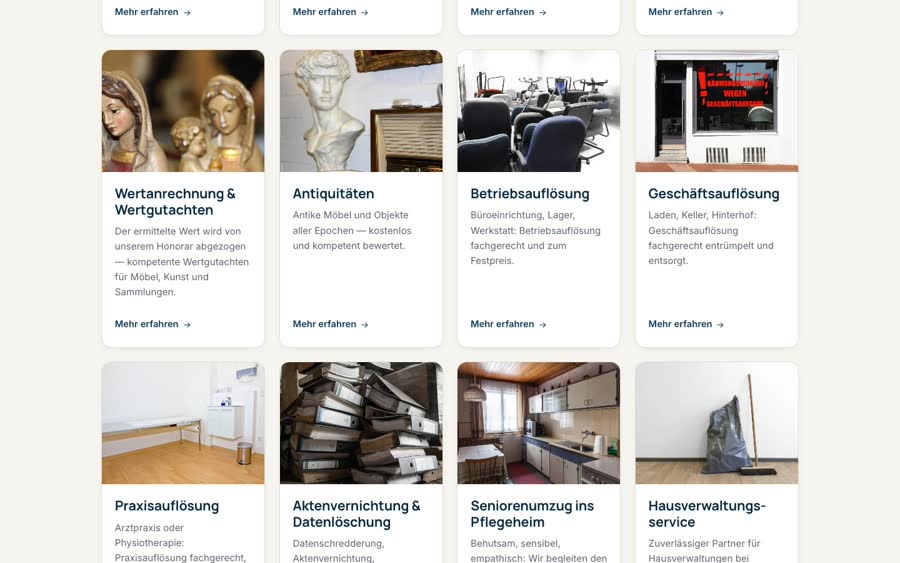 Mehr erfahren →
Mehr erfahren →
Mehr erfahren →
Mehr erfahren →
RÄUMUNGSVERKAUF
WEGEN
GESCHÄFTSAUFGABE
Wertanrechnung &
Wertgutachten
Der ermittelte Wert wird von
unserem Honorar abgezogen
— kompetente Wertgutachten
für Möbel, Kunst und
Sammlungen.
Mehr erfahren →
Antiquitäten
Antike Möbel und Objekte
aller Epochen — kostenlos
und kompetent bewertet.
Mehr erfahren →
Betriebsauflösung
Büroeinrichtung, Lager,
Werkstatt: Betriebsauflösung
fachgerecht und zum
Festpreis.
Mehr erfahren →
Geschäftsauflösung
Laden, Keller, Hinterhof:
Geschäftsauflösung
fachgerecht entrümpelt und
entsorgt.
Mehr erfahren →
Praxisauflösung
Arztpraxis oder
Physiotherapie:
Praxisauflösung fachgerecht,
Aktenvernichtung &
Datenlöschung
Datenschredderung,
Aktenvernichtung,
Seniorenumzug ins
Pflegeheim
Behutsam, sensibel,
empathisch: Wir begleiten den
Hausverwaltungs-
service
Zuverlässiger Partner für
Hausverwaltungen bei